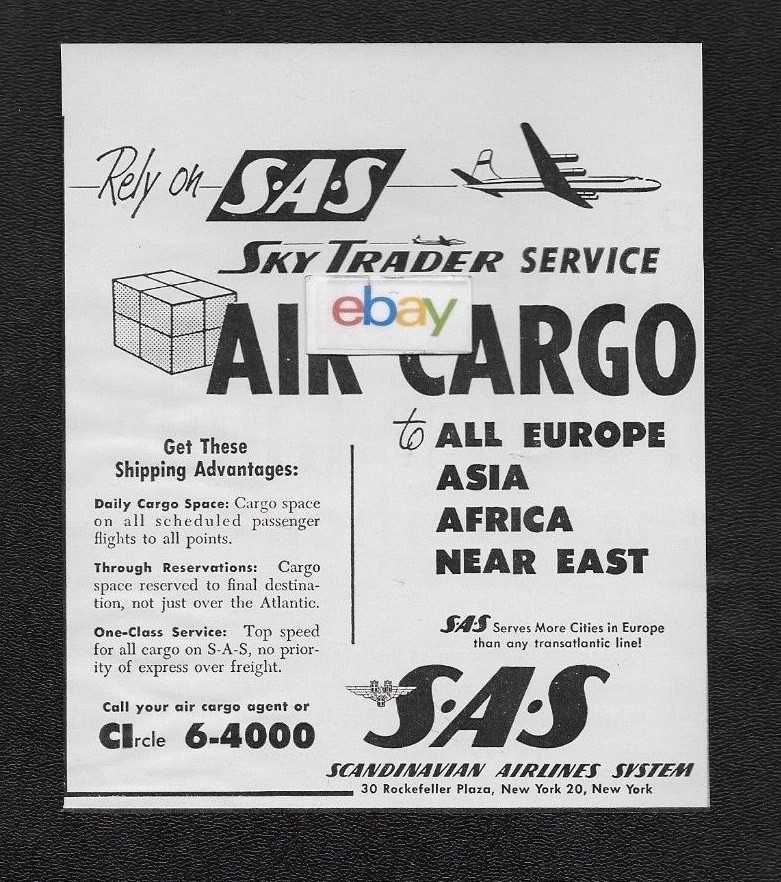 Rely on S·A·S
SKY TRADER SERVICE
ebay
AIR CARGO
to ALL EUROPE
ASIA
AFRICA
NEAR EAST
Get These
Shipping Advantages:
Daily Cargo Space: Cargo space
on all scheduled passenger
flights to all points.
Through Reservations: Cargo
space reserved to final destina-
tion, not just over the Atlantic.
One-Class Service: Top speed
for all cargo on S-A-S, no prior-
ity of express over freight.
Call your air cargo agent or
CIrcle 6-4000
S·A·S Serves More Cities in Europe
than any transatlantic line!
S·A·S
SCANDINAVIAN AIRLINES SYSTEM
30 Rockefeller Plaza, New York 20, New York